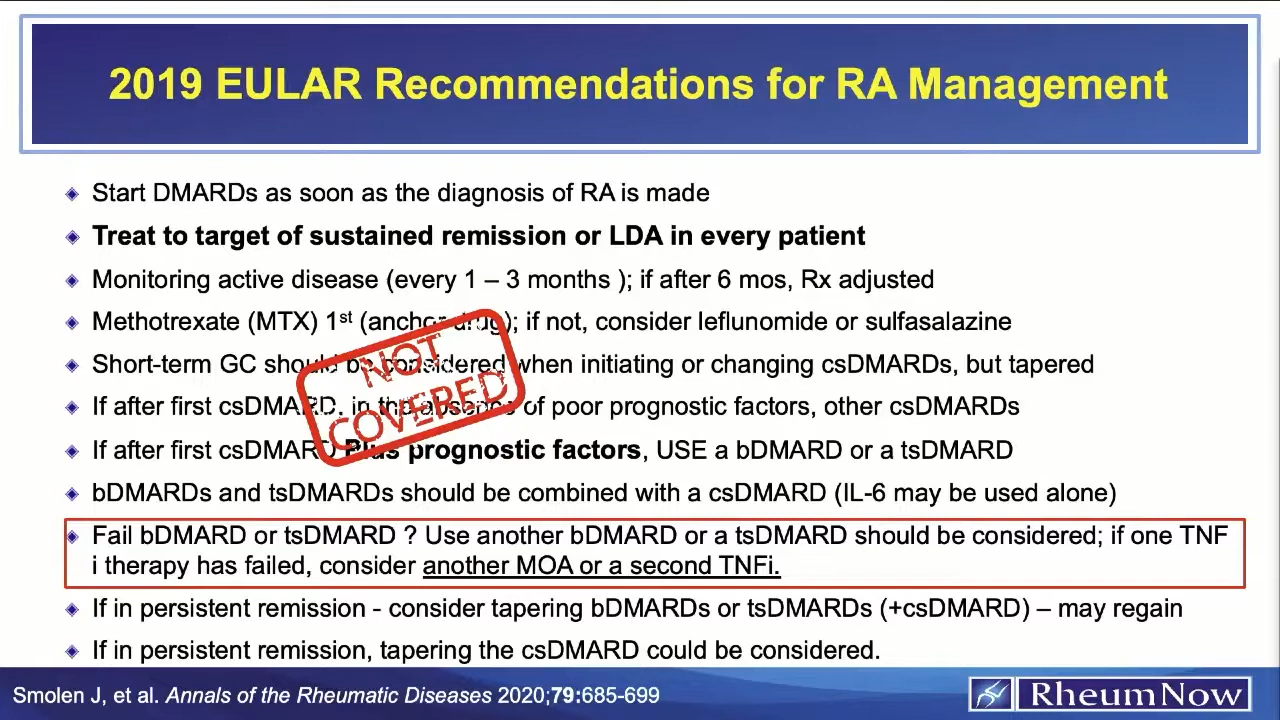 2019 EULAR Recommendations for RA Management
Start DMARDs as soon as the diagnosis of RA is made
Treat to target of sustained remission or LDA in every patient
Monitoring active disease (every 1 – 3 months ); if after 6 mos, Rx adjusted
Methotrexate (MTX) 1st (anchor drug); if not, consider leflunomide or sulfasalazine
Short-term GC should be considered when initiating or changing csDMARDs, but tapered
If after first csDMARD, in the absence of poor prognostic factors, other csDMARDs
If after first csDMARD Plus prognostic factors, USE a bDMARD or a tsDMARD
NOT
COVERED
bDMARDs and tsDMARDs should be combined with a csDMARD (IL-6 may be used alone)
Fail bDMARD or tsDMARD ? Use another bDMARD or a tsDMARD should be considered; if one TNF
i therapy has failed, consider another MOA or a second TNFi.
If in persistent remission - consider tapering bDMARDs or tsDMARDs (+csDMARD) – may regain
If in persistent remission, tapering the csDMARD could be considered.
Smolen J, et al. Annals of the Rheumatic Diseases 2020;79:685-699
RheumNow